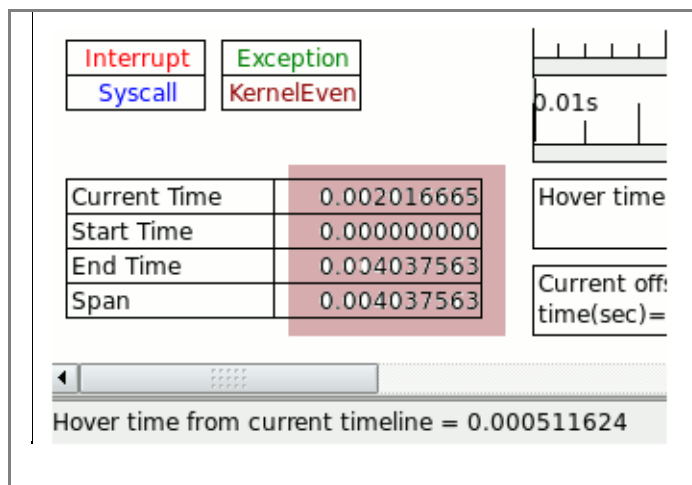 Interrupt Exception
Syscall KernelEven
0.01s
Current Time 0.002016665
Start Time 0.000000000
End Time 0.004037563
Span 0.004037563
Hover time
Current offs
time(sec)=
Hover time from current timeline = 0.000511624